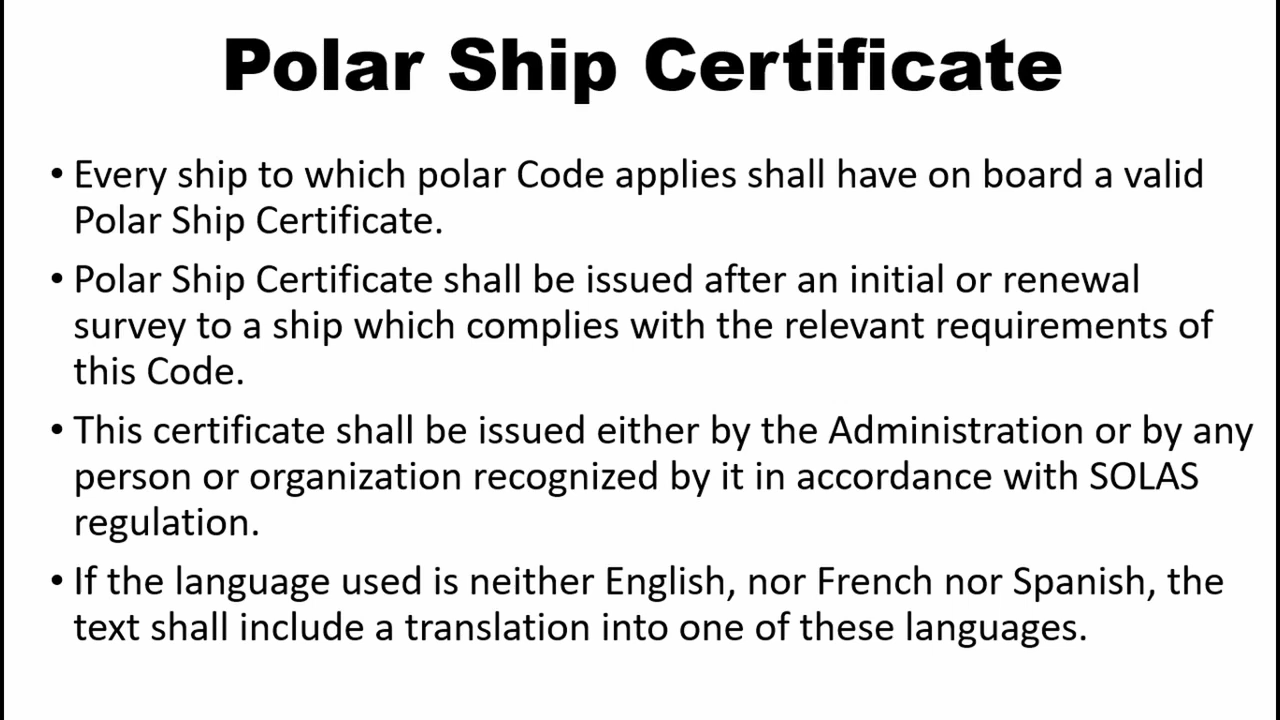 Polar Ship Certificate
• Every ship to which polar Code applies shall have on board a valid
Polar Ship Certificate.
• Polar Ship Certificate shall be issued after an initial or renewal
survey to a ship which complies with the relevant requirements of
this Code.
• This certificate shall be issued either by the Administration or by any
person or organization recognized by it in accordance with SOLAS
regulation.
• If the language used is neither English, nor French nor Spanish, the
text shall include a translation into one of these languages.